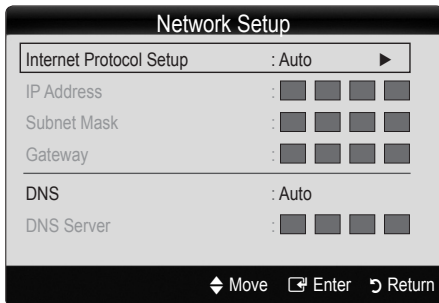 Network Setup
Internet Protocol Setup : Auto ►
IP Address :
Subnet Mask :
Gateway :
DNS : Auto
DNS Server :
Move Enter Return